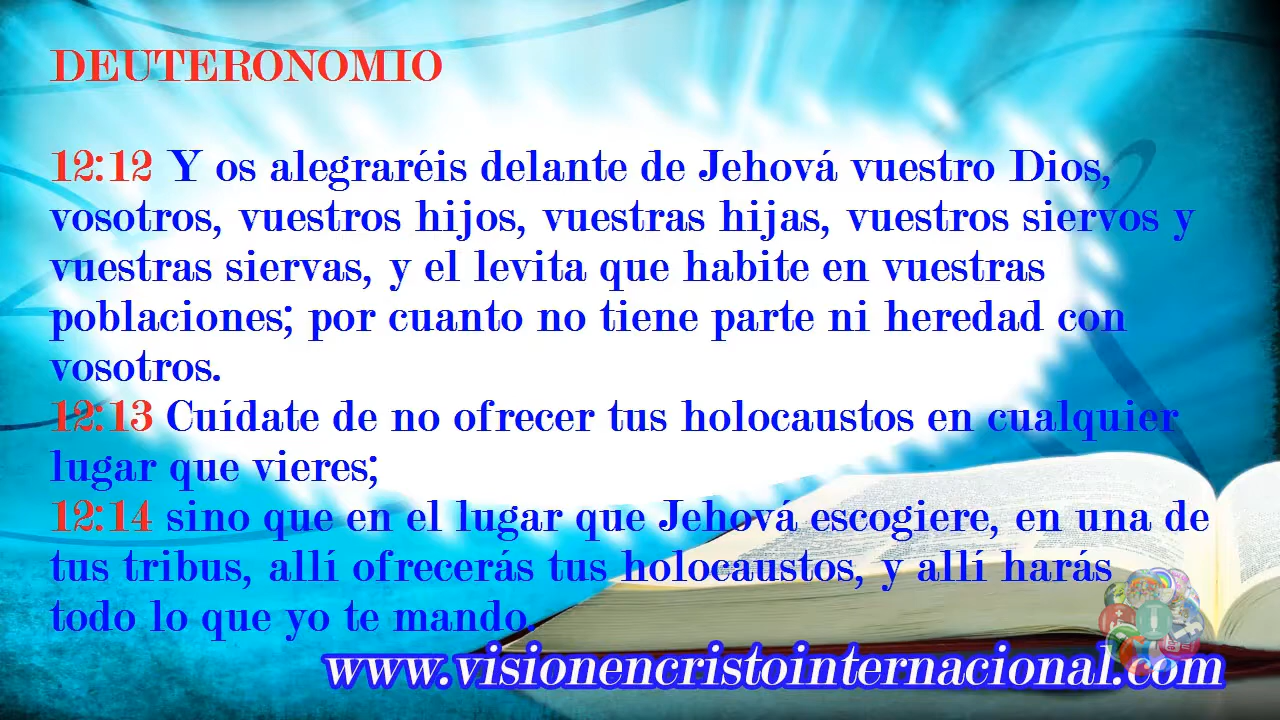 DEUTERONOMIO
12:12 Y os alegraréis delante de Jehová vuestro Dios,
vosotros, vuestros hijos, vuestras hijas, vuestros siervos y
vuestras siervas, y el levita que habite en vuestras
poblaciones; por cuanto no tiene parte ni heredad con
vosotros.
12:13 Cuídate de no ofrecer tus holocaustos en cualquier
lugar que vieres;
12:14 sino que en el lugar que Jehová escogiere, en una de
tus tribus, allí ofrecerás tus holocaustos, y allí harás
todo lo que yo te mando.
www.visionencristointernacional.com